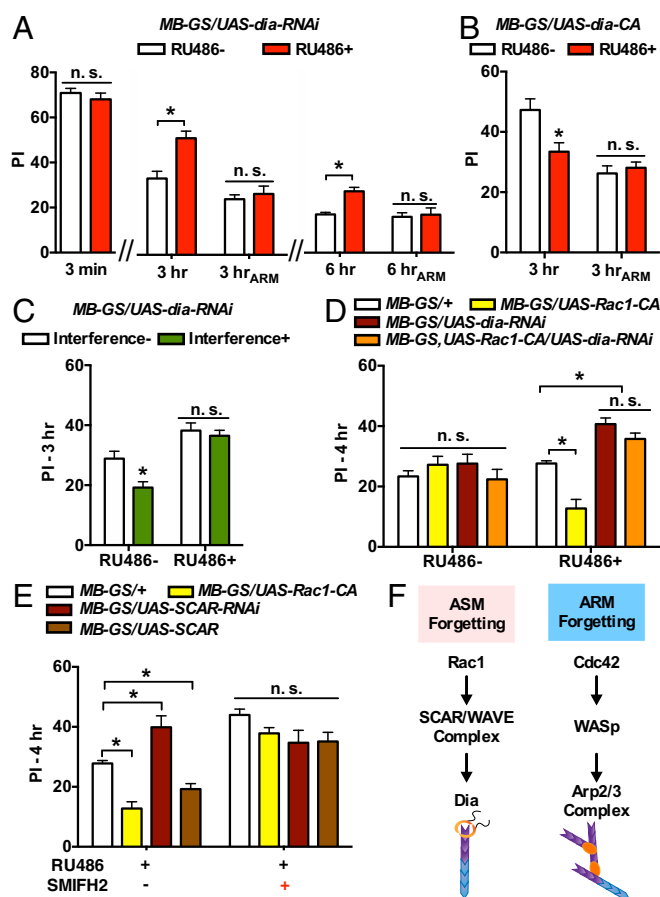 A
MB-GS/UAS-dia-RNAi
RU486- RU486+
PI
80
60
40
20
0
n. s.
*
n. s.
*
n. s.
3 min // 3 hr 3 hrARM // 6 hr 6 hrARM
B
MB-GS/UAS-dia-CA
RU486- RU486+
PI
60
40
20
0
*
n. s.
3 hr 3 hrARM
C
MB-GS/UAS-dia-RNAi
Interference- Interference+
PI - 3 hr
60
40
20
0
*
n. s.
RU486- RU486+
D
MB-GS/+ MB-GS/UAS-Rac1-CA
MB-GS/UAS-dia-RNAi
MB-GS,UAS-Rac1-CA/UAS-dia-RNAi
PI - 4 hr
60
40
20
0
n. s.
*
*
n. s.
RU486- RU486+
E
MB-GS/+ MB-GS/UAS-Rac1-CA
MB-GS/UAS-SCAR-RNAi
MB-GS/UAS-SCAR
PI - 4 hr
60
40
20
0
*
*
*
n. s.
RU486 + +
SMIFH2 - +
F
ASM
Forgetting
Rac1
SCAR/WAVE
Complex
Dia
ARM
Forgetting
Cdc42
WASp
Arp2/3
Complex